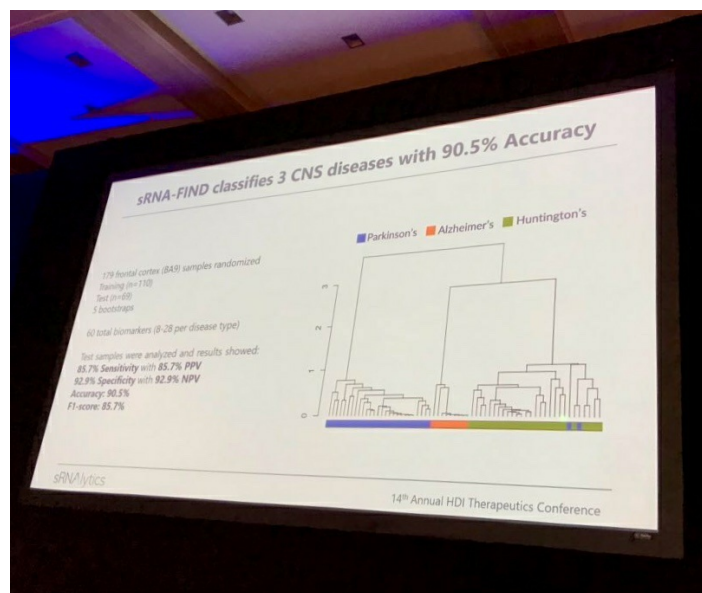 sRNA-FIND classifies 3 CNS diseases with 90.5% Accuracy
Parkinson's Alzheimer's Huntington's
179 frontal cortex (BA9) samples randomized
Training (n=110)
Test (n=69)
5 bootstraps
60 total biomarkers (8-28 per disease type)
Test samples were analyzed and results showed:
85.7% Sensitivity with 85.7% PPV
92.9% Specificity with 92.9% NPV
Accuracy: 90.5%
F1-score: 85.7%
3
2
1
0
sRNAlytics
14th Annual HDI Therapeutics Conference